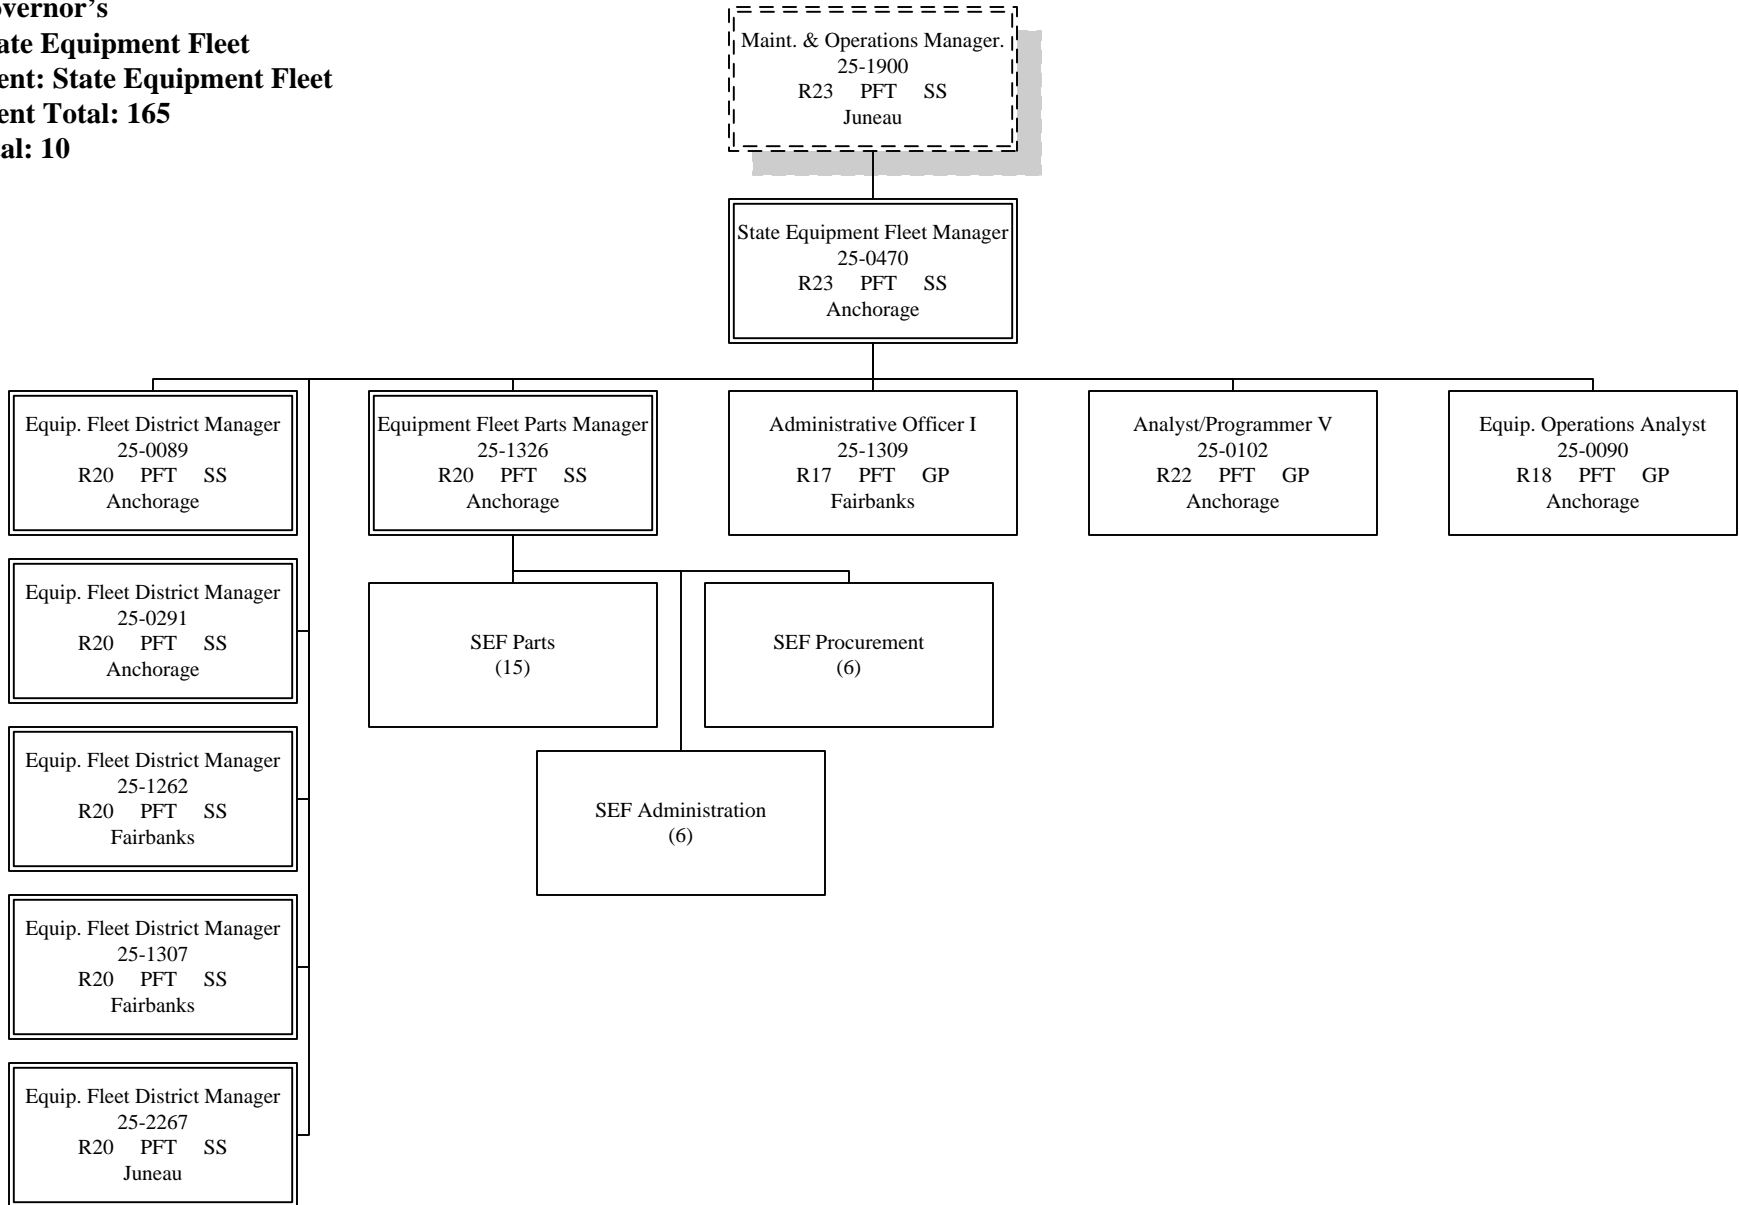 ate Equipment Fleet
ent: State Equipment Fleet
ent Total: 165
al: 10
Maint. & Operations Manager.
25-1900
R23 PFT SS
Juneau
State Equipment Fleet Manager
25-0470
R23 PFT SS
Anchorage
Equip. Fleet District Manager
25-0089
R20 PFT SS
Anchorage
Equipment Fleet Parts Manager
25-1326
R20 PFT SS
Anchorage
Administrative Officer I
25-1309
R17 PFT GP
Fairbanks
Analyst/Programmer V
25-0102
R22 PFT GP
Anchorage
Equip. Operations Analyst
25-0090
R18 PFT GP
Anchorage
Equip. Fleet District Manager
25-0291
R20 PFT SS
Anchorage
SEF Parts
(15)
SEF Procurement
(6)
Equip. Fleet District Manager
25-1262
R20 PFT SS
Fairbanks
SEF Administration
(6)
Equip. Fleet District Manager
25-1307
R20 PFT SS
Fairbanks
Equip. Fleet District Manager
25-2267
R20 PFT SS
Juneau